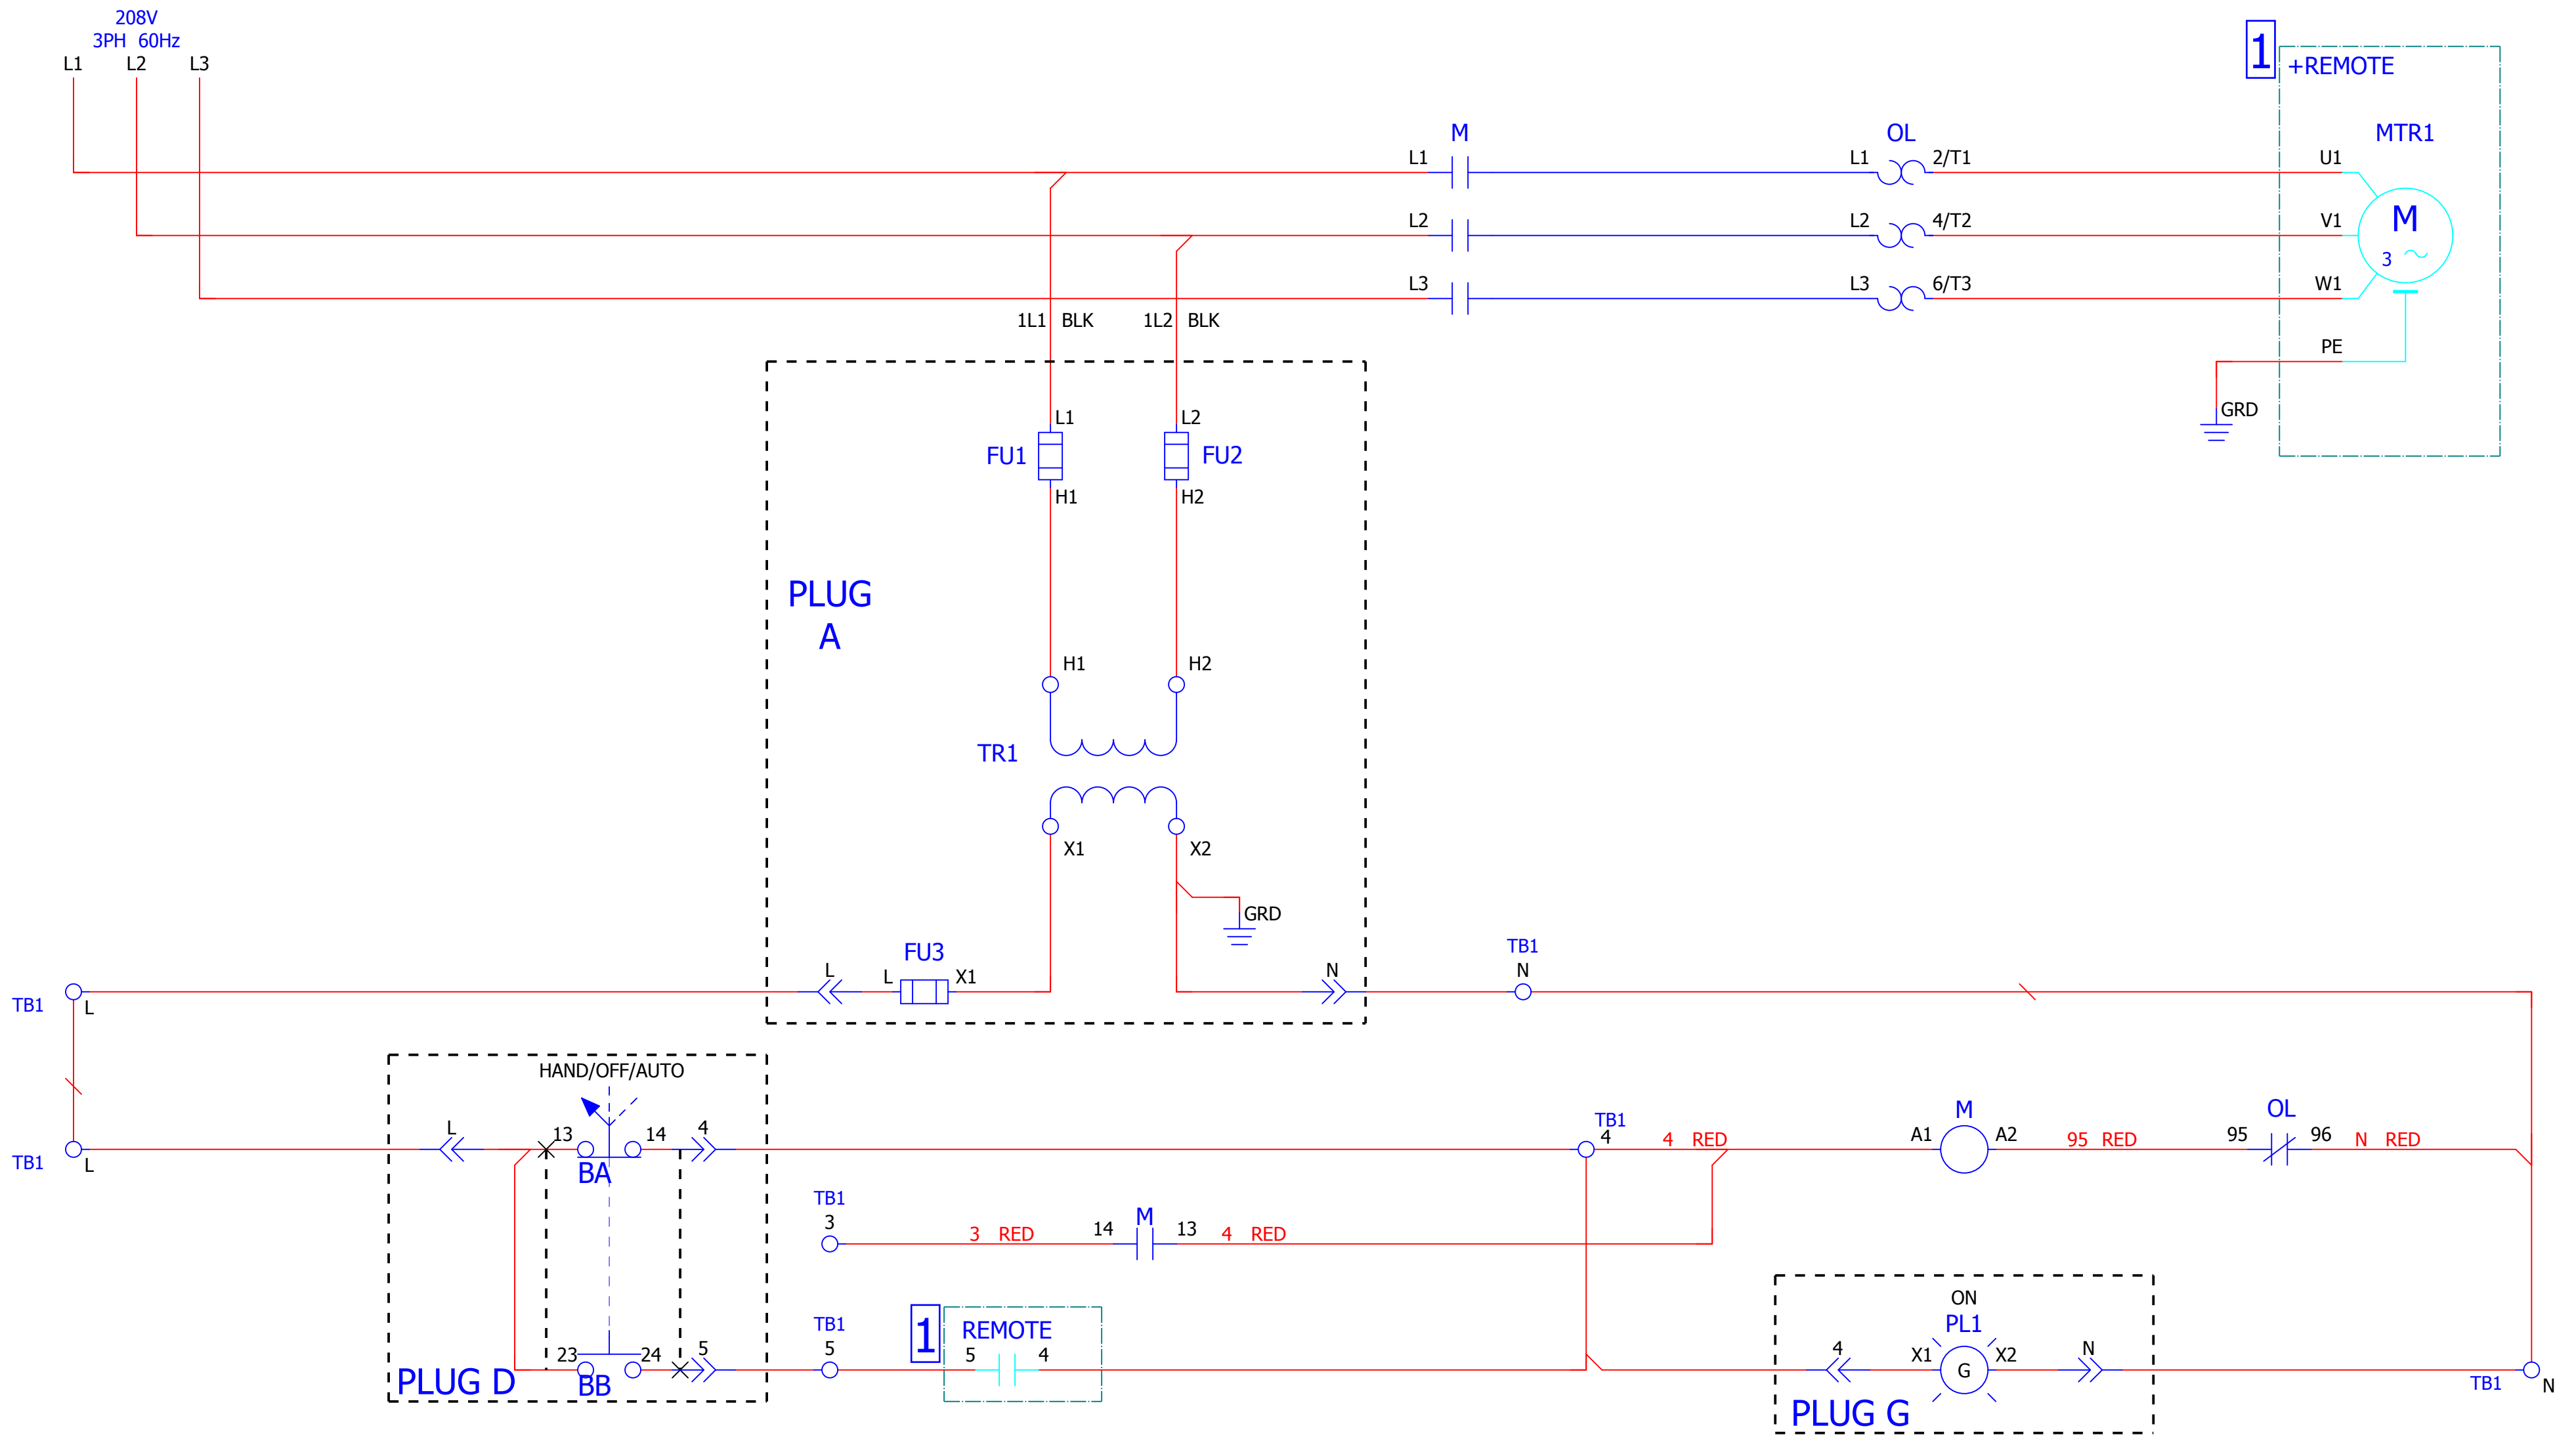 208V
3PH 60Hz
L1 L2 L3
1
+REMOTE
M OL MTR1
L1 L1 2/T1 U1
L2 L2 4/T2 V1
M
3
L3 L3 6/T3 W1
1L1 BLK 1L2 BLK
PE
GRD
L1 L2
FU1 FU2
H1 H2
PLUG
A
H1 H2
TR1
X1 X2
GRD
FU3
TB1
L L X1 N N
TB1 L
HAND/OFF/AUTO
L 13 14 4
TB1
4
4 RED
M
A1 A2
95 RED
OL
95 96
N RED
TB1 L
BA
TB1
3
3 RED
14 M 13
4 RED
TB1
5
1
REMOTE
5 4
23 24 5
BB
PLUG D
ON
PL1
4 X1 G X2 N
PLUG G
TB1 N